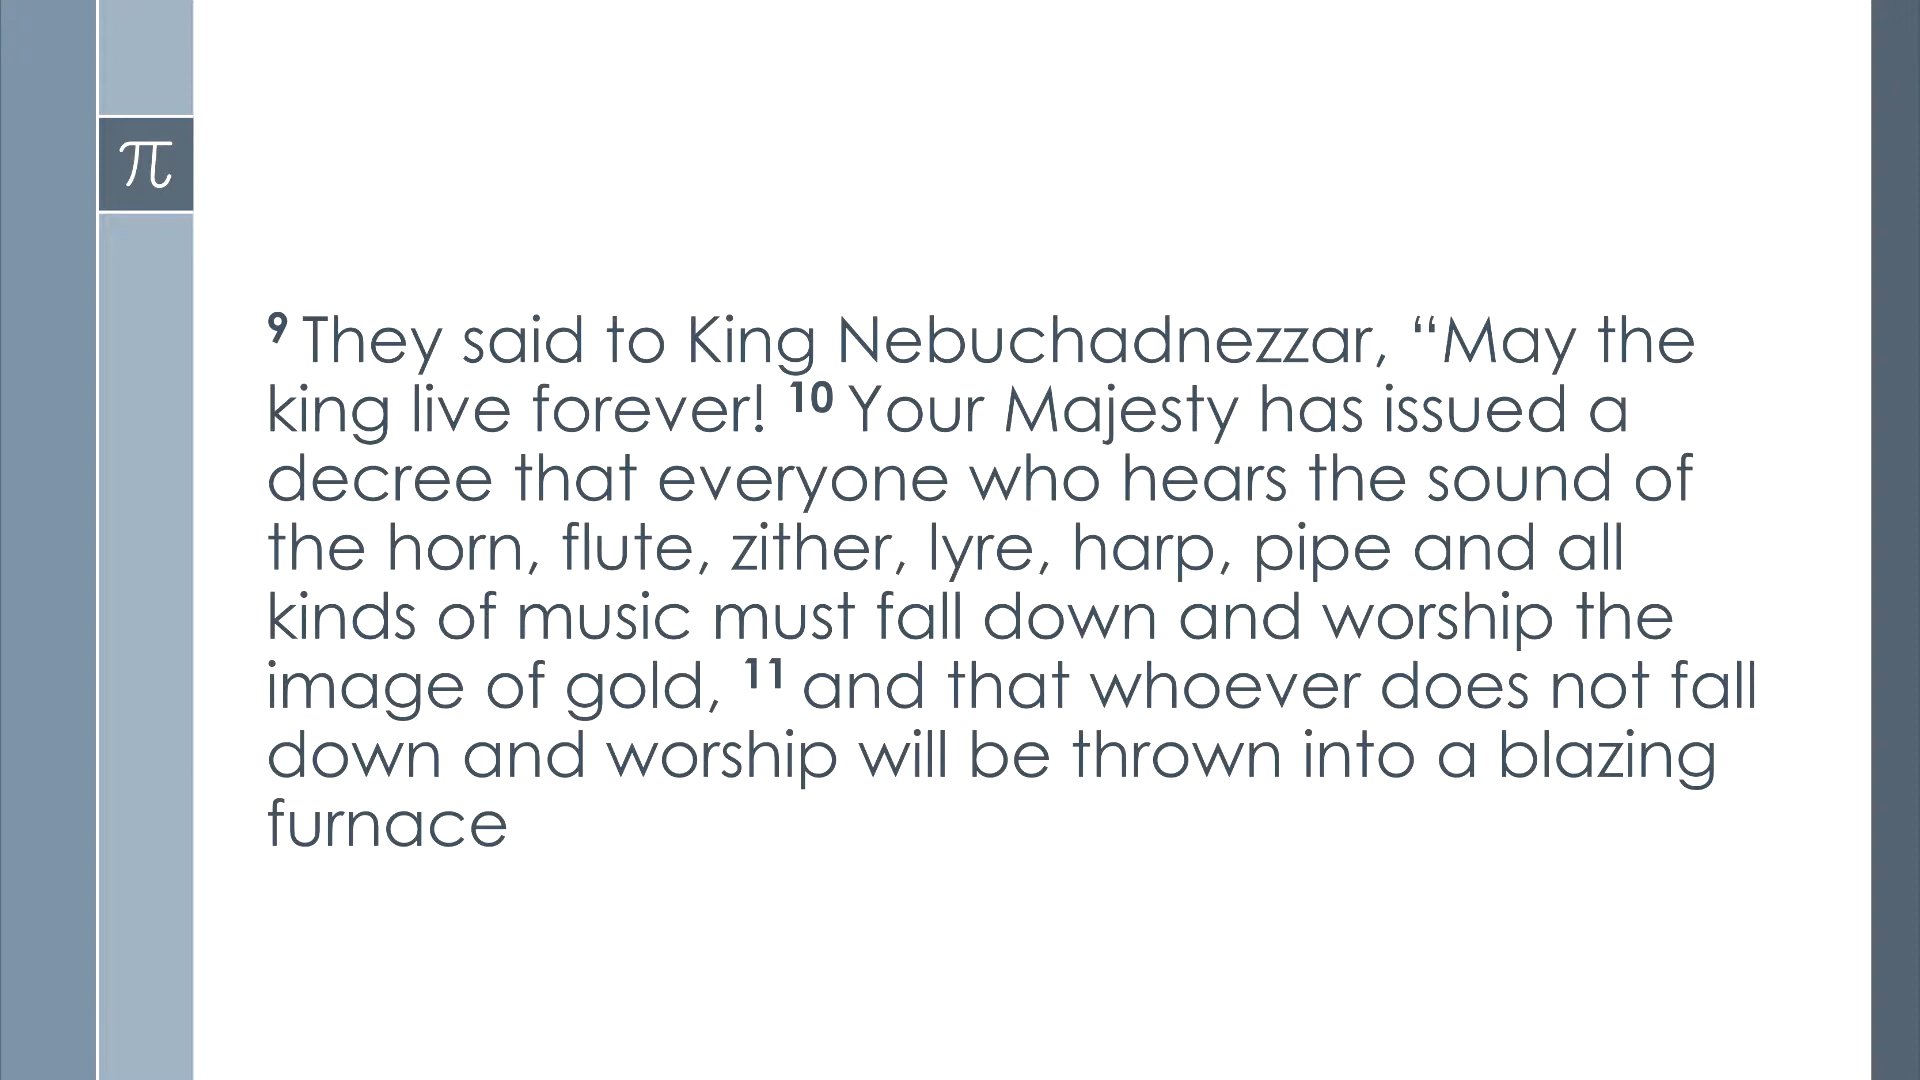 π
⁹ They said to King Nebuchadnezzar, “May the
king live forever! ¹⁰ Your Majesty has issued a
decree that everyone who hears the sound of
the horn, flute, zither, lyre, harp, pipe and all
kinds of music must fall down and worship the
image of gold, ¹¹ and that whoever does not fall
down and worship will be thrown into a blazing
furnace